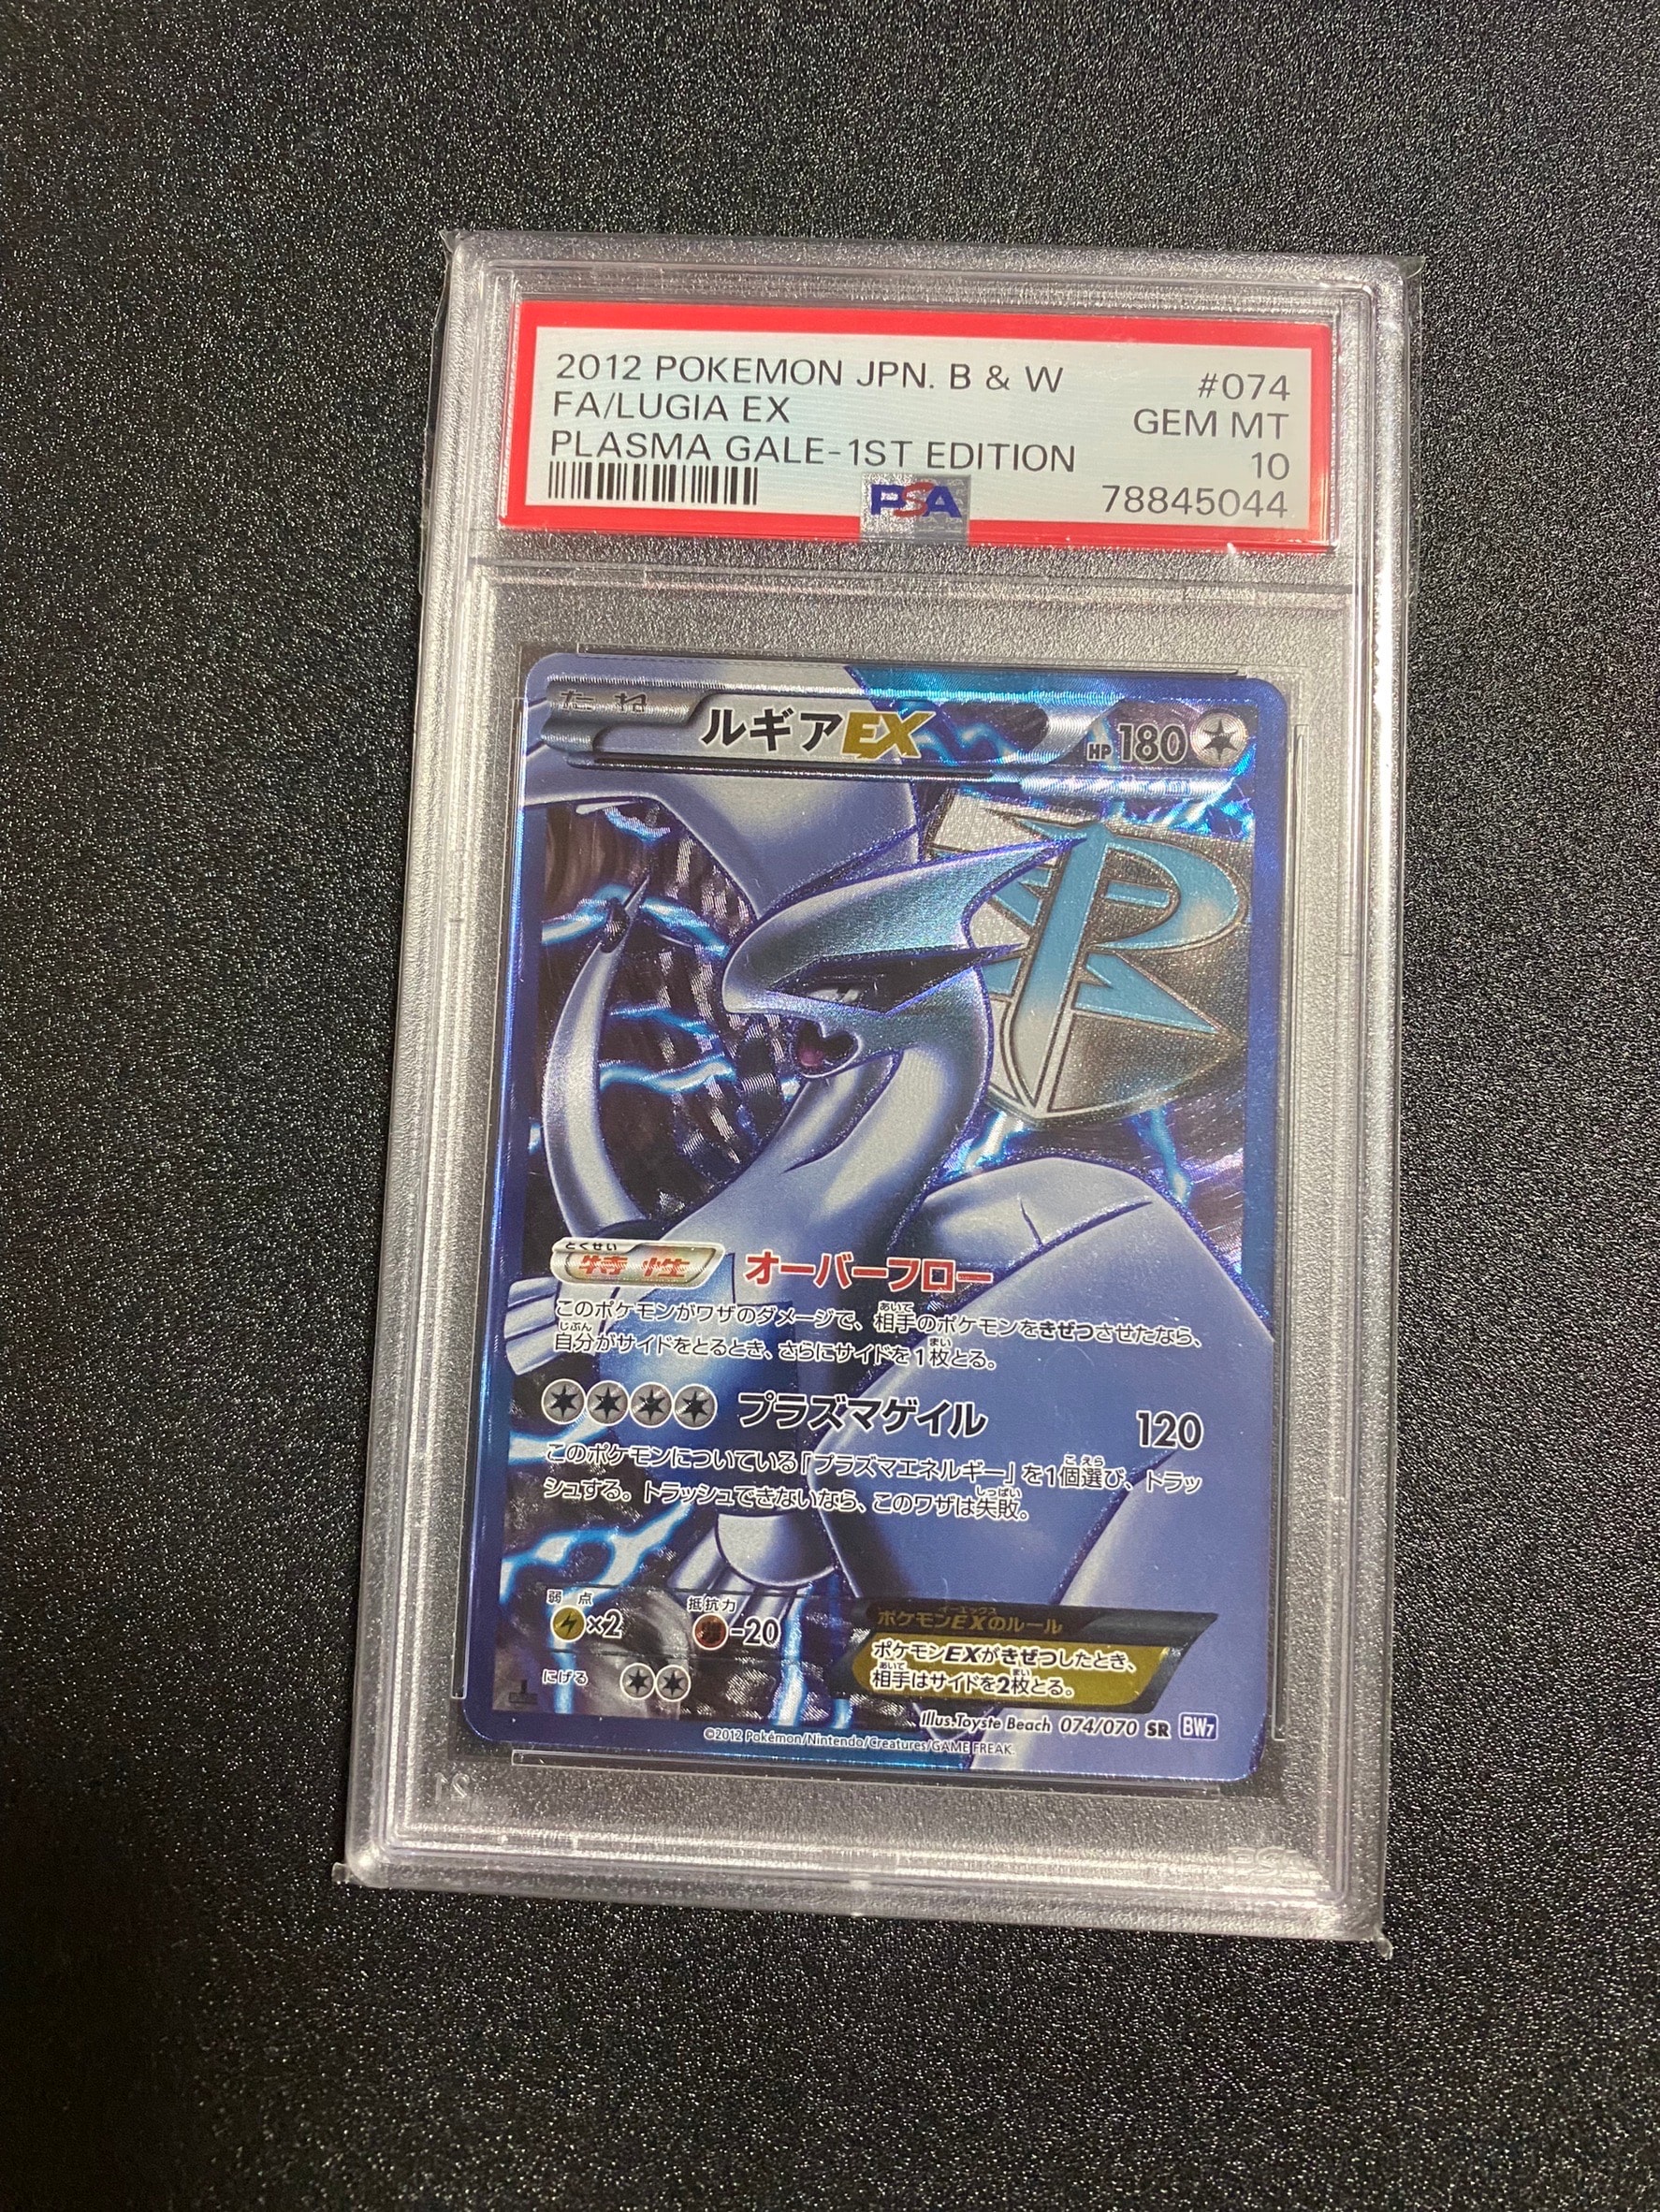 2012 POKEMON JPN. B & W #074
FA/LUGIA EX GEM MT
PLASMA GALE-1ST EDITION 10
PSA 78845044
たね ルギアEX HP 180
とくせい
特性 オーバーフロー
このポケモンがワザのダメージで、相手のポケモンをきぜつさせたなら、
自分がサイドをとるとき、さらにサイドを1枚とる。
プラズマゲイル 120
このポケモンについている「プラズマエネルギー」を1個選び、トラッ
シュする。トラッシュできないなら、このワザは失敗。
弱点 ×2 抵抗力 -20
にげる
ポケモンEXのルール
ポケモンEXがきぜつしたとき、
相手はサイドを2枚とる。
Illus.Toyste Beach 074/070 SR BW7
©2012 Pokémon/Nintendo/Creatures/GAME FREAK.